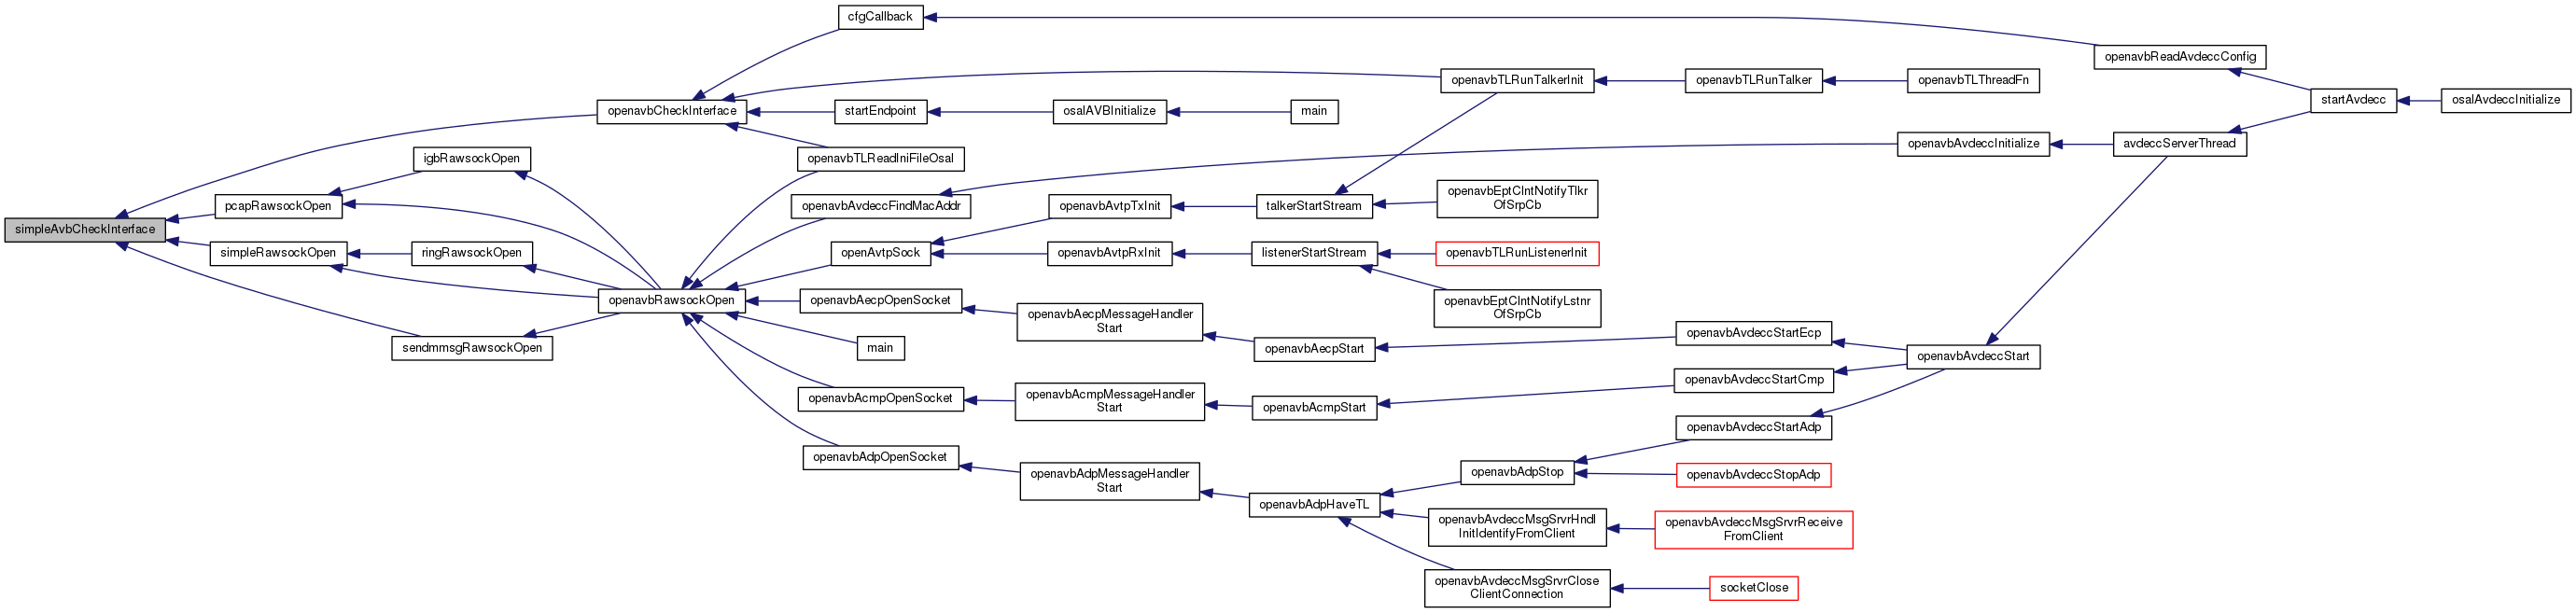 cfgCallback
openavbReadAvdeccConfig
openavbTLRunTalkerInit
openavbTLRunTalker
openavbTLThreadFn
openavbCheckInterface
startEndpoint
osalAVBInitialize
main
startAvdecc
osalAvdeccInitialize
igbRawsockOpen
openavbTLReadIniFileOsal
openavbAvdeccInitialize
avdeccServerThread
pcapRawsockOpen
openavbAvdeccFindMacAddr
openavbAvtpTxInit
talkerStartStream
openavbEptClntNotifyTlkr
OfSrpCb
simpleAvbCheckInterface
simpleRawsockOpen
ringRawsockOpen
openAvtpSock
openavbAvtpRxInit
listenerStartStream
openavbTLRunListenerInit
openavbRawsockOpen
openavbAecpOpenSocket
openavbAecpMessageHandler
Start
openavbEptClntNotifyLstnr
OfSrpCb
sendmmsgRawsockOpen
main
openavbAecpStart
openavbAvdeccStartEcp
openavbAvdeccStart
openavbAcmpOpenSocket
openavbAcmpMessageHandler
Start
openavbAcmpStart
openavbAvdeccStartCmp
openavbAvdeccStartAdp
openavbAdpOpenSocket
openavbAdpMessageHandler
Start
openavbAdpHaveTL
openavbAdpStop
openavbAvdeccStopAdp
openavbAvdeccMsgSrvrHndl
InitIdentifyFromClient
openavbAvdeccMsgSrvrReceive
FromClient
openavbAvdeccMsgSrvrClose
ClientConnection
socketClose